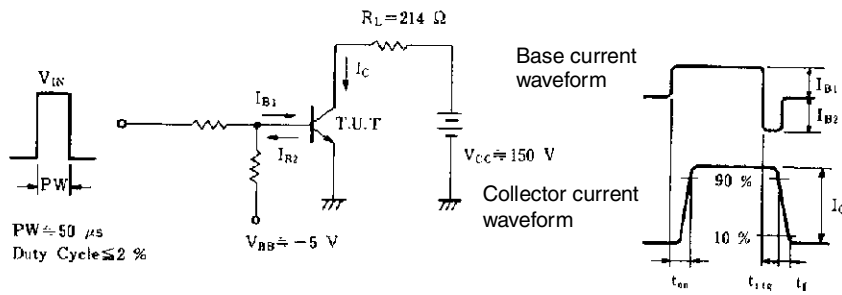 R_L=214 Ω
V_IN
I_B1
I_B2
I_C
T.U.T
V_CC≒150 V
V_BB≒−5 V
PW
PW≒50 μs
Duty Cycle≦2 %
Base current
waveform
I_B1
I_B2
Collector current
waveform
90 %
10 %
I_C
t_on
t_stg
t_f